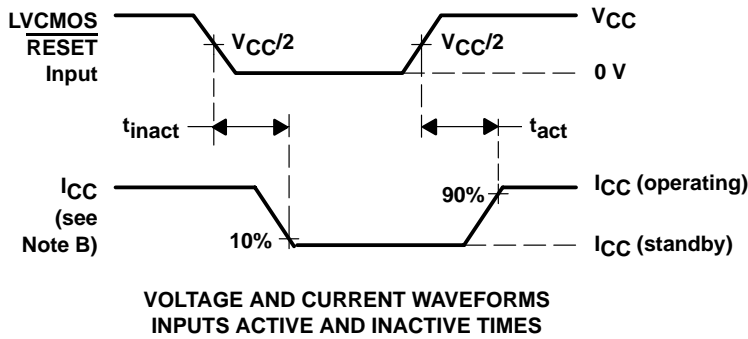 LVCMOS
RESET
Input
VCC/2
VCC/2
VCC
0 V
tinact
tact
ICC
(see
Note B)
10%
90%
ICC (operating)
ICC (standby)
VOLTAGE AND CURRENT WAVEFORMS
INPUTS ACTIVE AND INACTIVE TIMES